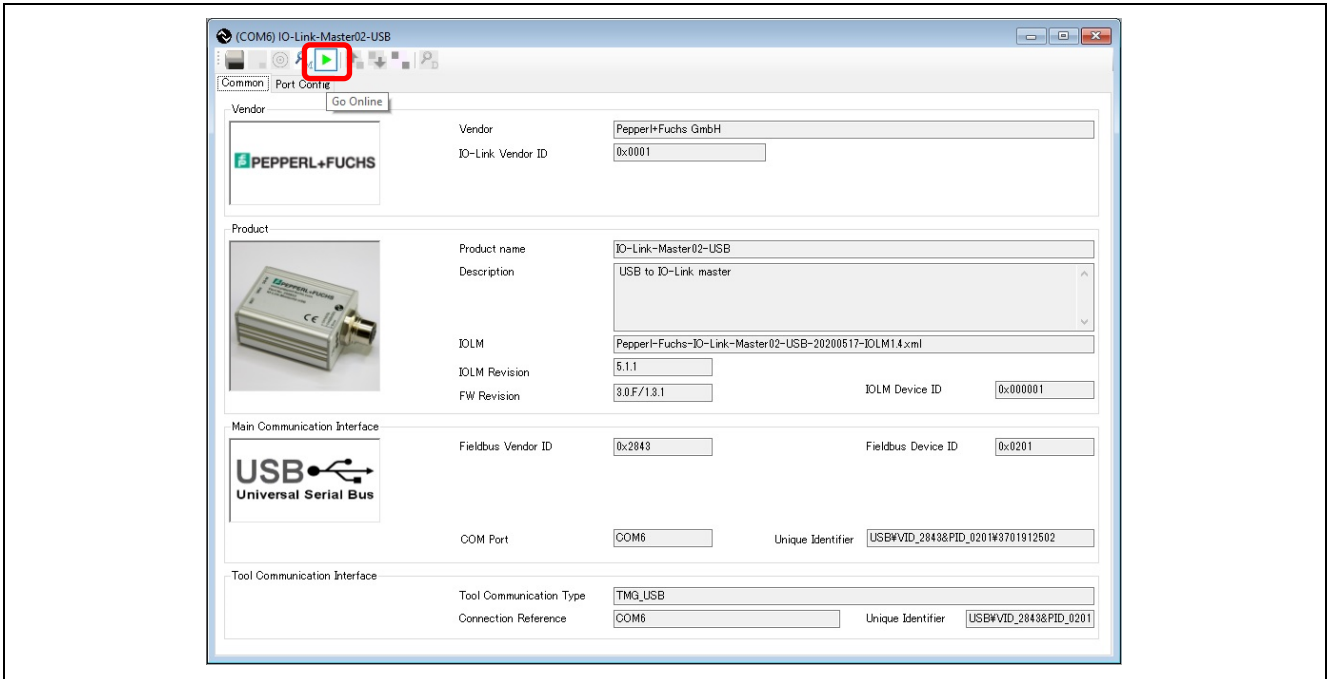 (COM6) IO-Link-Master02-USB
Common Port Config
Go Online
Vendor
PEPPERL+FUCHS
Vendor Pepperl+Fuchs GmbH
IO-Link Vendor ID 0x0001
Product
PEPPERL+FUCHS
CE
Product name IO-Link-Master02-USB
Description USB to IO-Link master
IOLM Pepperl-Fuchs-IO-Link-Master02-USB-20200517-IOLM1.4.xml
IOLM Revision 5.1.1
FW Revision 3.0.F/1.3.1 IOLM Device ID 0x000001
Main Communication Interface
USB
Universal Serial Bus
Fieldbus Vendor ID 0x2843 Fieldbus Device ID 0x0201
COM Port COM6 Unique Identifier USB¥VID_2843&PID_0201¥3701912502
Tool Communication Interface
Tool Communication Type TMG_USB
Connection Reference COM6 Unique Identifier USB¥VID_2843&PID_0201